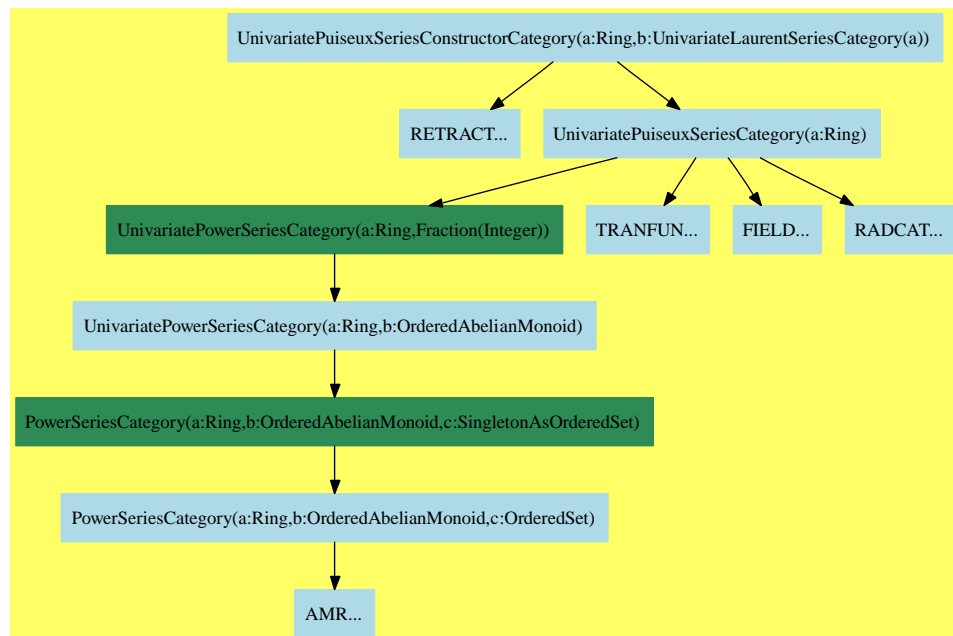 UnivariatePuiseuxSeriesConstructorCategory(a:Ring,b:UnivariateLaurentSeriesCategory(a))
RETRACT...
UnivariatePuiseuxSeriesCategory(a:Ring)
UnivariatePowerSeriesCategory(a:Ring,Fraction(Integer))
TRANFUN...
FIELD...
RADCAT...
UnivariatePowerSeriesCategory(a:Ring,b:OrderedAbelianMonoid)
PowerSeriesCategory(a:Ring,b:OrderedAbelianMonoid,c:SingletonAsOrderedSet)
PowerSeriesCategory(a:Ring,b:OrderedAbelianMonoid,c:OrderedSet)
AMR...